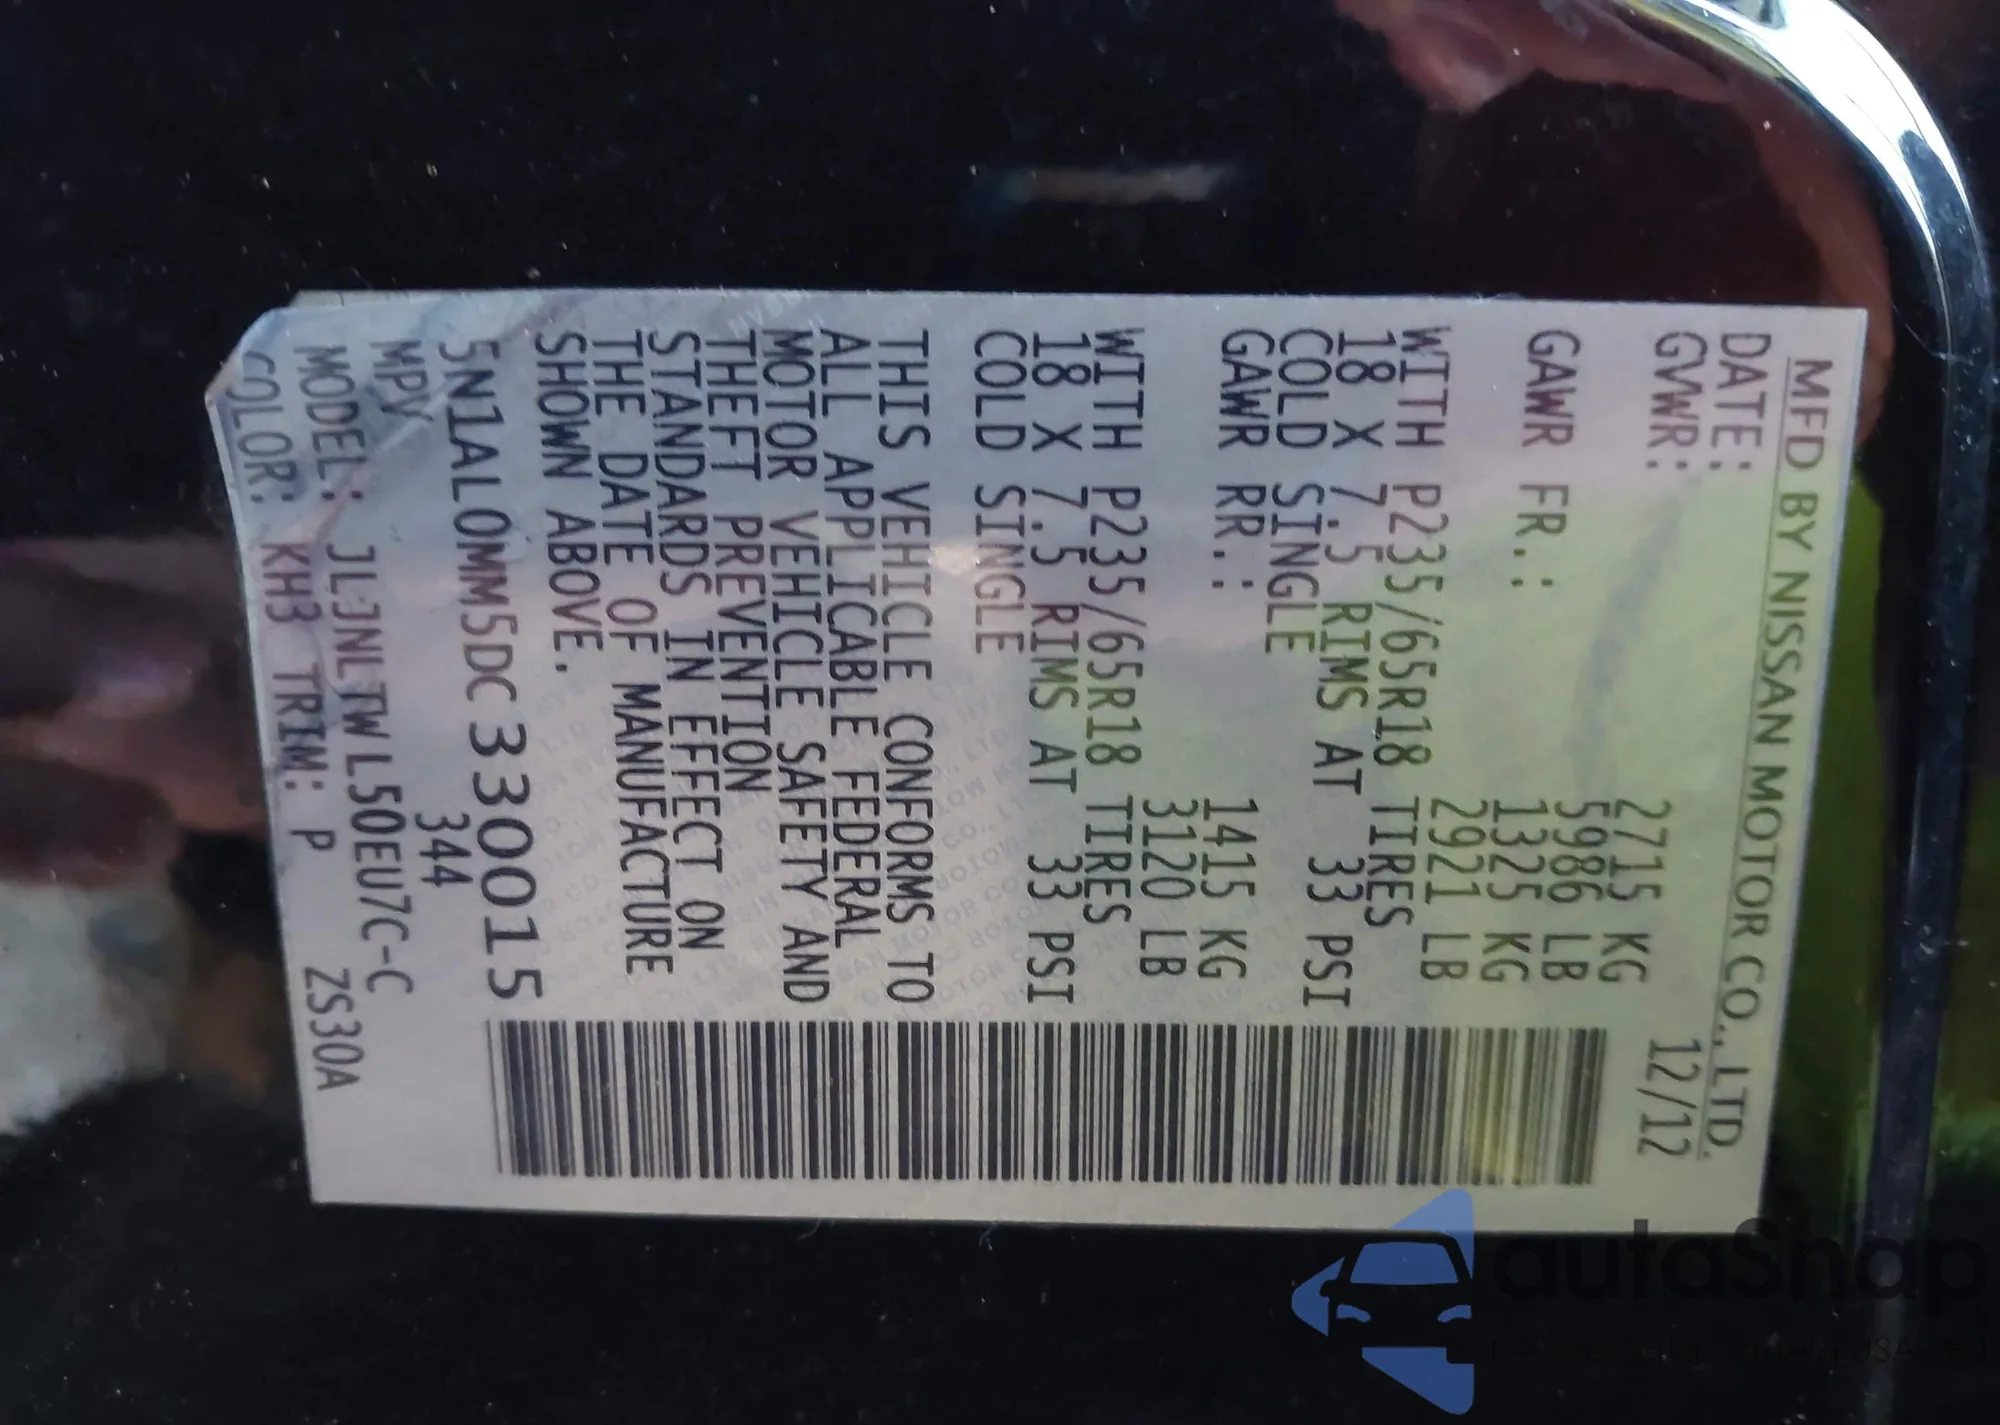 MFD BY NISSAN MOTOR CO., LTD.
DATE: 12/12
GVWR: 2715 KG
5986 LB
GAWR FR.: 1325 KG
2921 LB
WITH P235/65R18 TIRES
18 X 7.5 RIMS AT 33 PSI
COLD SINGLE
GAWR RR.: 1415 KG
3120 LB
WITH P235/65R18 TIRES
18 X 7.5 RIMS AT 33 PSI
COLD SINGLE
THIS VEHICLE CONFORMS TO
ALL APPLICABLE FEDERAL
MOTOR VEHICLE SAFETY AND
THEFT PREVENTION
STANDARDS IN EFFECT ON
THE DATE OF MANUFACTURE
SHOWN ABOVE.
5N1AL0MM5DC330015
MPV 344
MODEL: JLJNLTWL50EU7C-C
COLOR: KH3 TRIM: P ZS30A
autoSnap